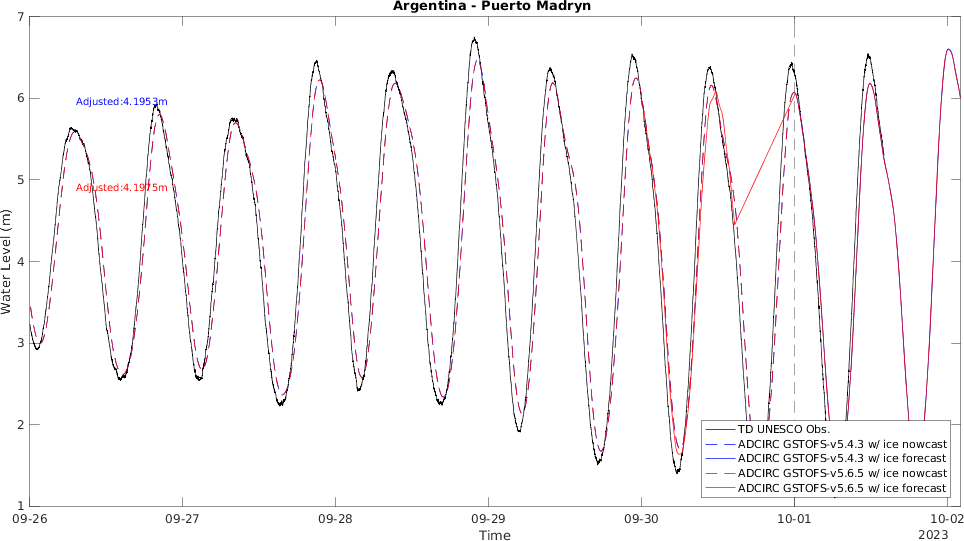 Argentina - Puerto Madryn
7
6
5
4
3
2
1
Water Level (m)
Adjusted:4.1953m
Adjusted:4.1975m
TD UNESCO Obs.
ADCIRC GSTOFS-v5.4.3 w/ ice nowcast
ADCIRC GSTOFS-v5.4.3 w/ ice forecast
ADCIRC GSTOFS-v5.6.5 w/ ice nowcast
ADCIRC GSTOFS-v5.6.5 w/ ice forecast
09-26 09-27 09-28 09-29 09-30 10-01 10-02
Time
2023